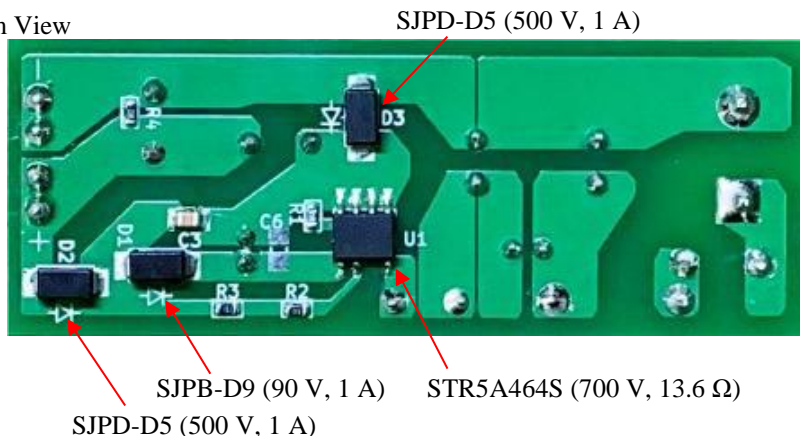 n View
SJPD-D5 (500 V, 1 A)
R4
D3
R1
C6
U1
C3
D1
D2
R3
R2
SJPB-D9 (90 V, 1 A)
STR5A464S (700 V, 13.6 Ω)
SJPD-D5 (500 V, 1 A)